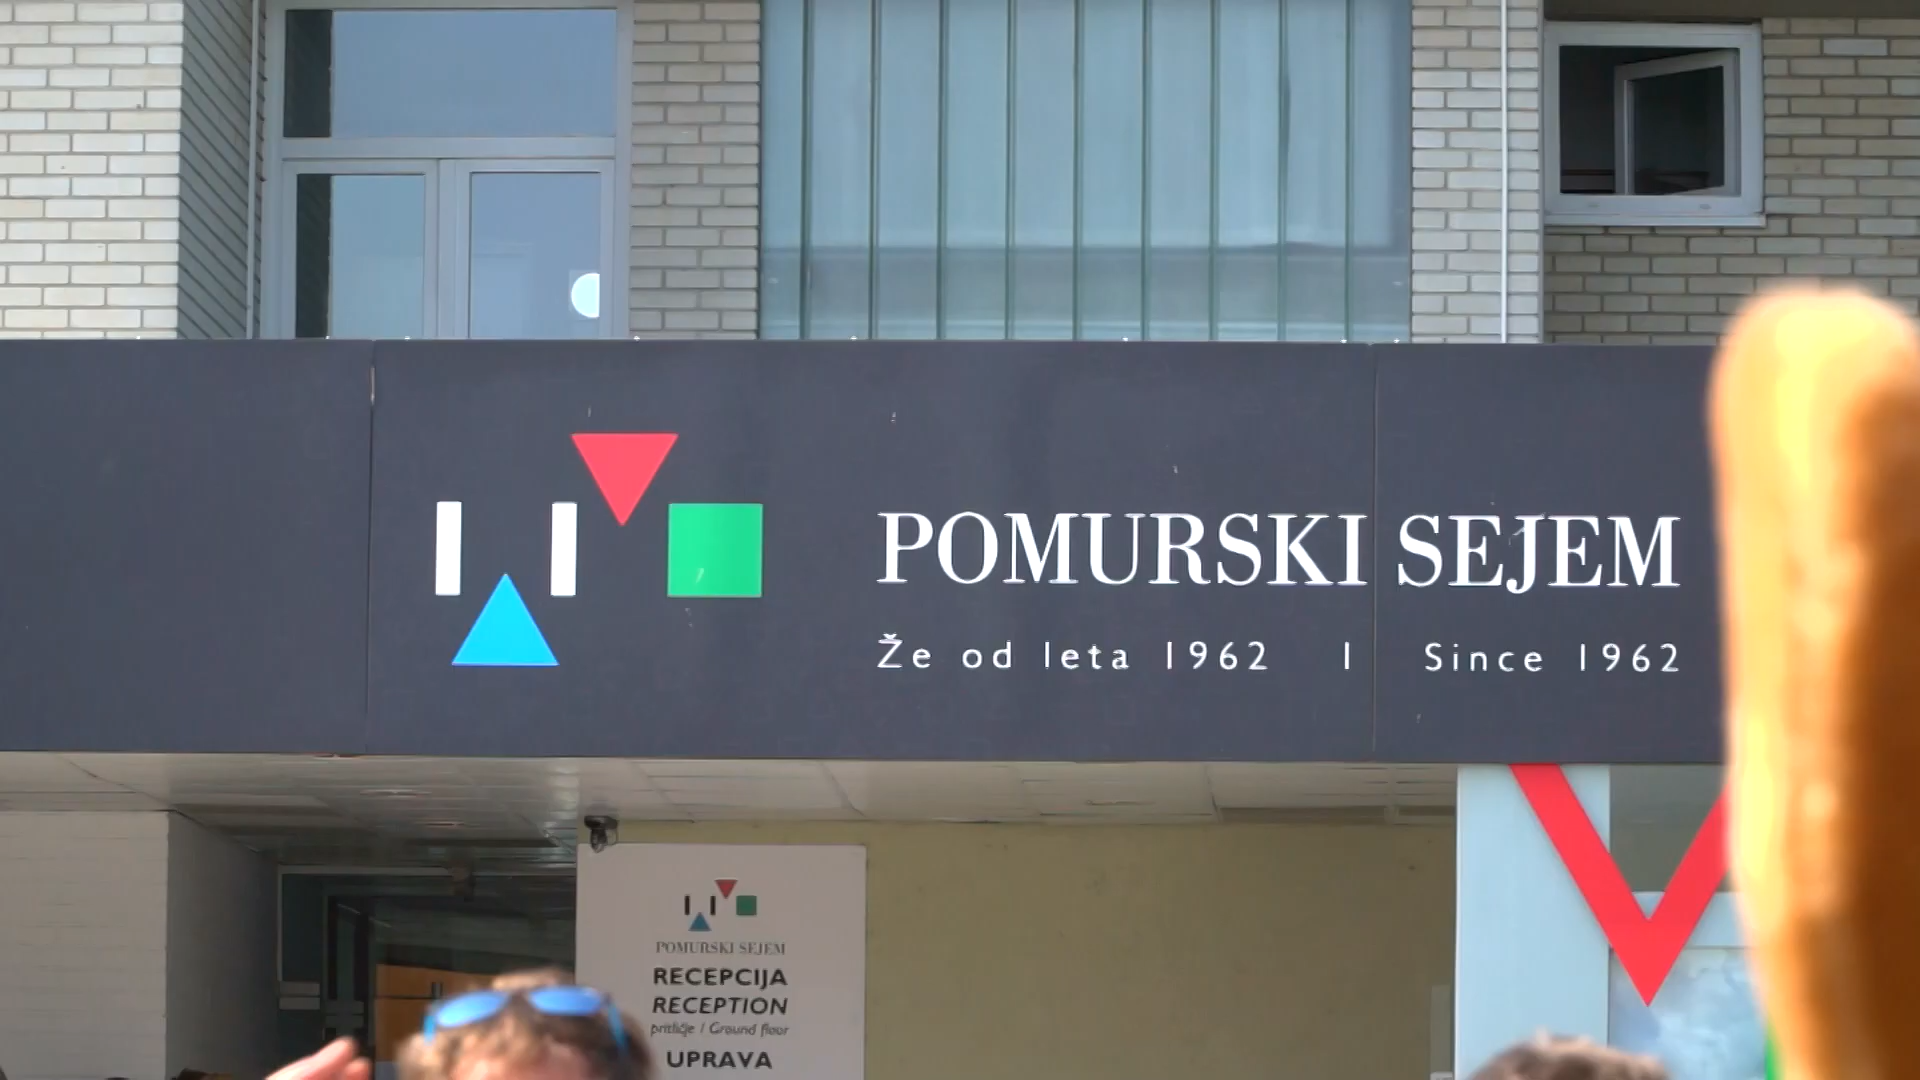 POMURSKI SEJEM
Že od leta 1962 | Since 1962
POMURSKI SEJEM
RECEPCIJA
RECEPTION
pritličje / Ground floor
UPRAVA